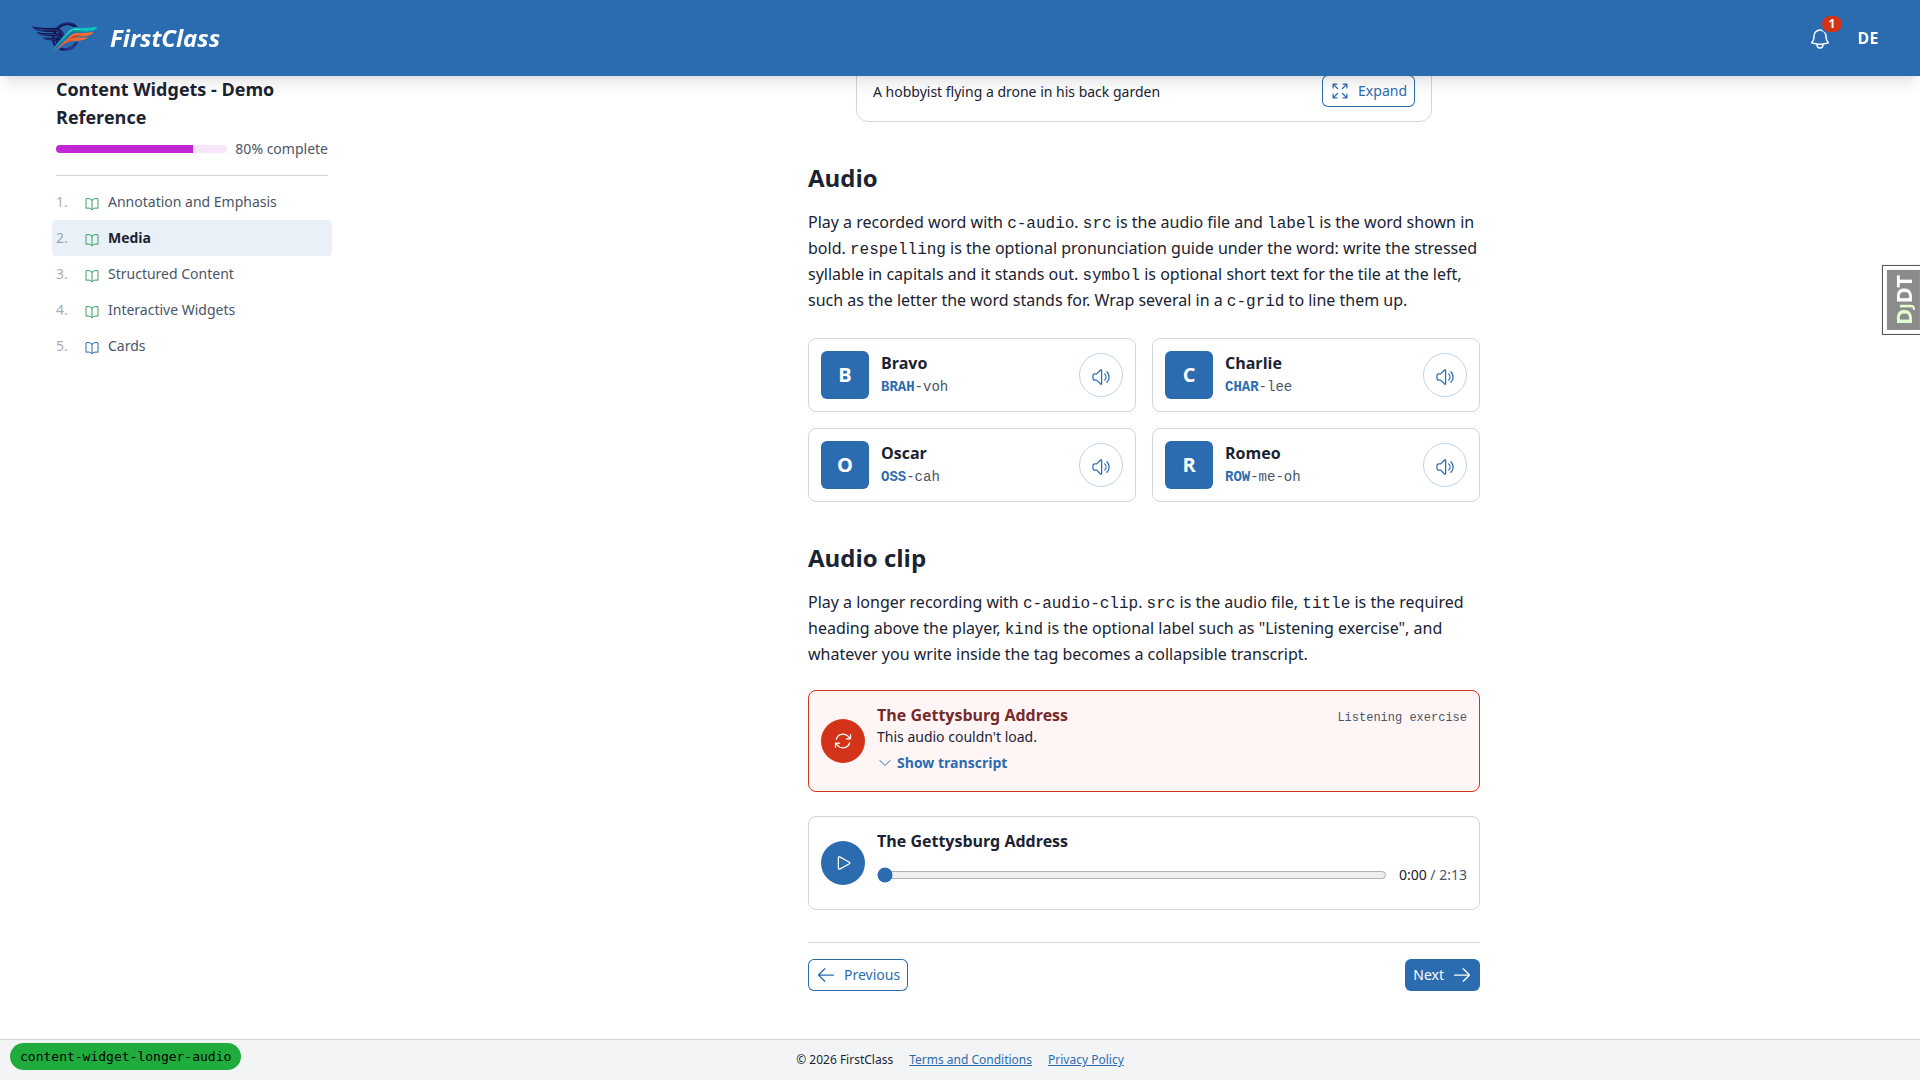 FirstClass
1
DE
Content Widgets - Demo
Reference
80% complete
1. Annotation and Emphasis
2. Media
3. Structured Content
4. Interactive Widgets
5. Cards
A hobbyist flying a drone in his back garden
Expand
Audio
Play a recorded word with c-audio. src is the audio file and label is the word shown in
bold. respelling is the optional pronunciation guide under the word: write the stressed
syllable in capitals and it stands out. symbol is optional short text for the tile at the left,
such as the letter the word stands for. Wrap several in a c-grid to line them up.
B
Bravo
BRAH-voh
C
Charlie
CHAR-lee
O
Oscar
OSS-cah
R
Romeo
ROW-me-oh
Audio clip
Play a longer recording with c-audio-clip. src is the audio file, title is the required
heading above the player, kind is the optional label such as "Listening exercise", and
whatever you write inside the tag becomes a collapsible transcript.
The Gettysburg Address
Listening exercise
This audio couldn't load.
Show transcript
The Gettysburg Address
0:00 / 2:13
Previous
Next
DjDT
content-widget-longer-audio
© 2026 FirstClass
Terms and Conditions
Privacy Policy